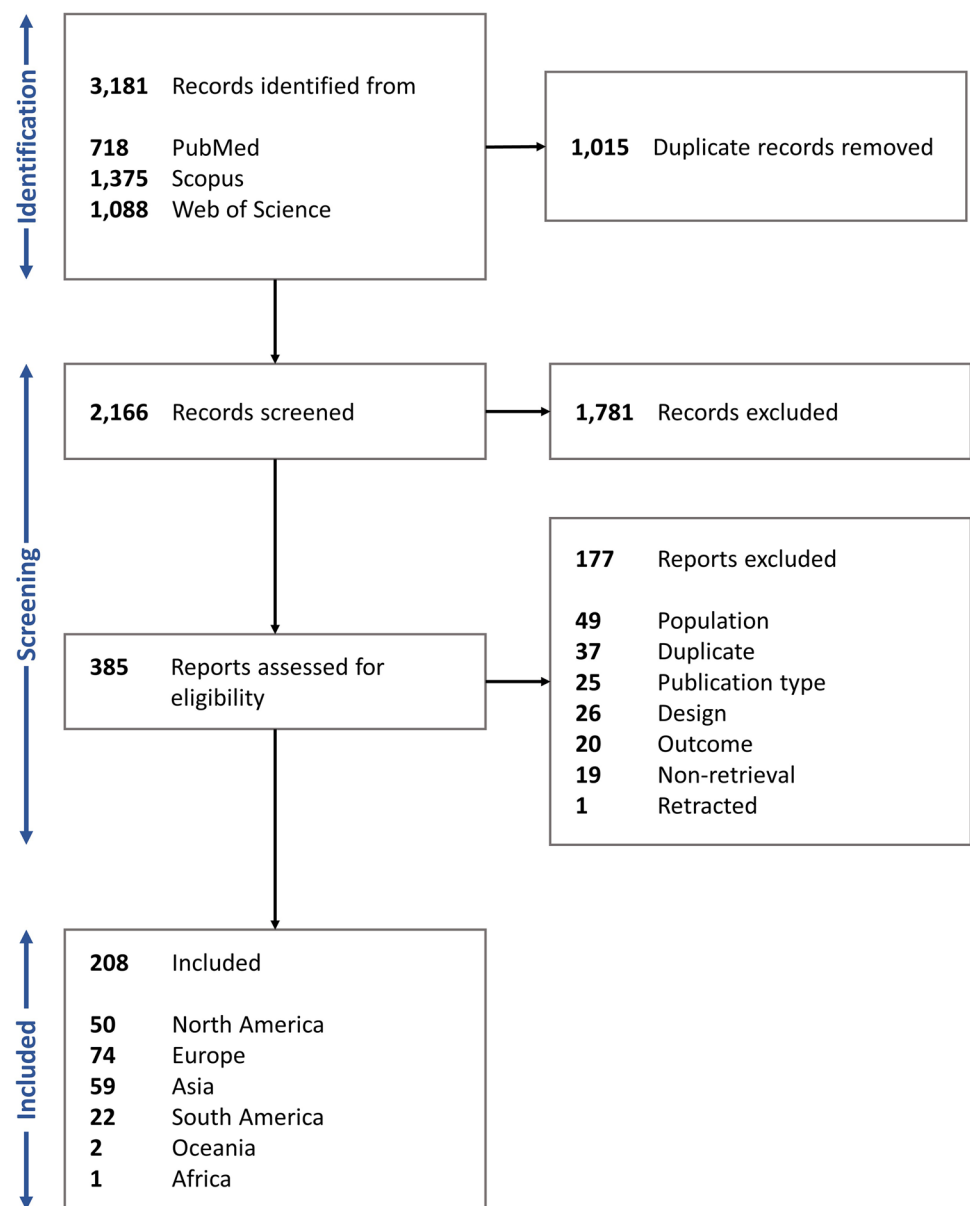 Identification
3,181 Records identified from
718 PubMed
1,375 Scopus
1,088 Web of Science
1,015 Duplicate records removed
Screening
2,166 Records screened
1,781 Records excluded
385 Reports assessed for
eligibility
177 Reports excluded
49 Population
37 Duplicate
25 Publication type
26 Design
20 Outcome
19 Non-retrieval
1 Retracted
Included
208 Included
50 North America
74 Europe
59 Asia
22 South America
2 Oceania
1 Africa